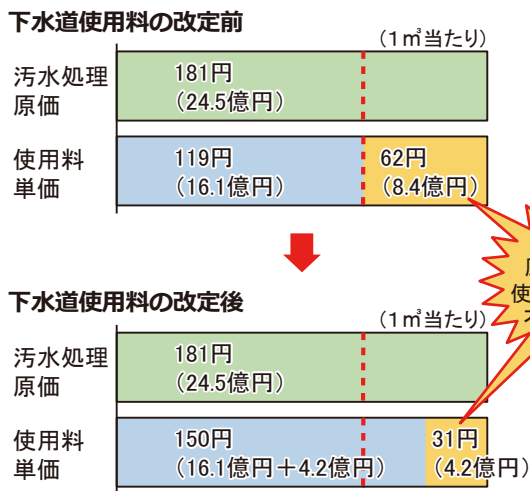 下水道使用料の改定前
(1㎥当たり)
汚水処理
原価
181円
(24.5億円)
使用料
単価
119円
(16.1億円)
62円
(8.4億円)
下水道使用料の改定後
(1㎥当たり)
汚水処理
原価
181円
(24.5億円)
使用料
単価
150円
(16.1億円+4.2億円)
31円
(4.2億円)
使